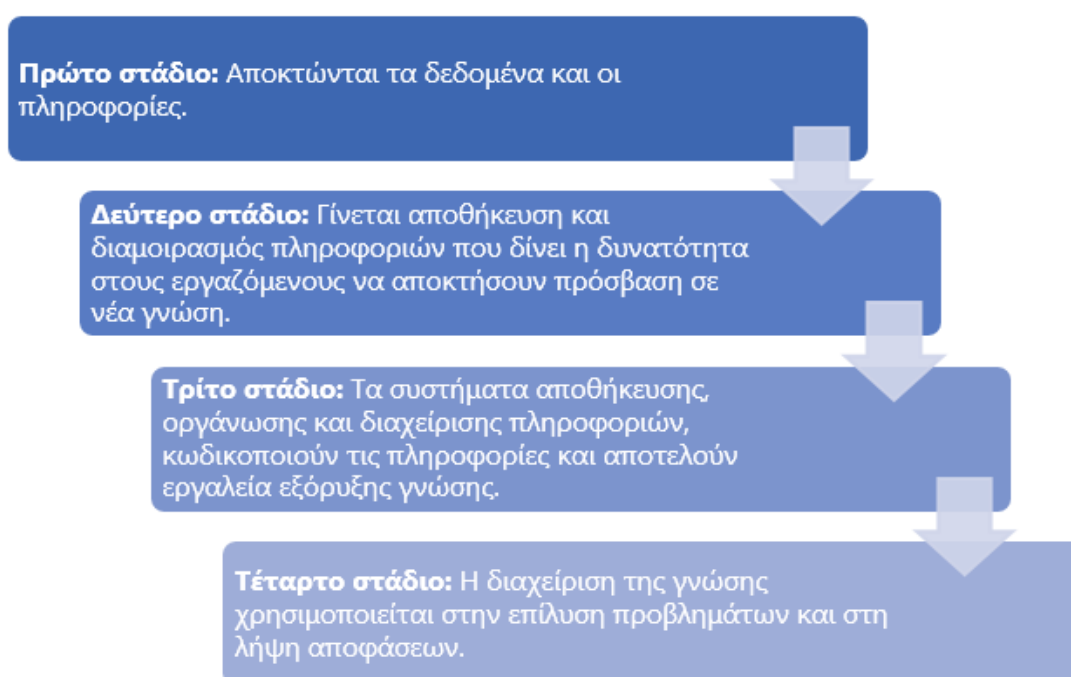 Πρώτο στάδιο: Αποκτώνται τα δεδομένα και οι
πληροφορίες.
Δεύτερο στάδιο: Γίνεται αποθήκευση και
διαμοιρασμός πληροφοριών που δίνει η δυνατότητα
στους εργαζόμενους να αποκτήσουν πρόσβαση σε
νέα γνώση.
Τρίτο στάδιο: Τα συστήματα αποθήκευσης,
οργάνωσης και διαχείρισης πληροφοριών,
κωδικοποιούν τις πληροφορίες και αποτελούν
εργαλεία εξόρυξης γνώσης.
Τέταρτο στάδιο: Η διαχείριση της γνώσης
χρησιμοποιείται στην επίλυση προβλημάτων και στη
λήψη αποφάσεων.